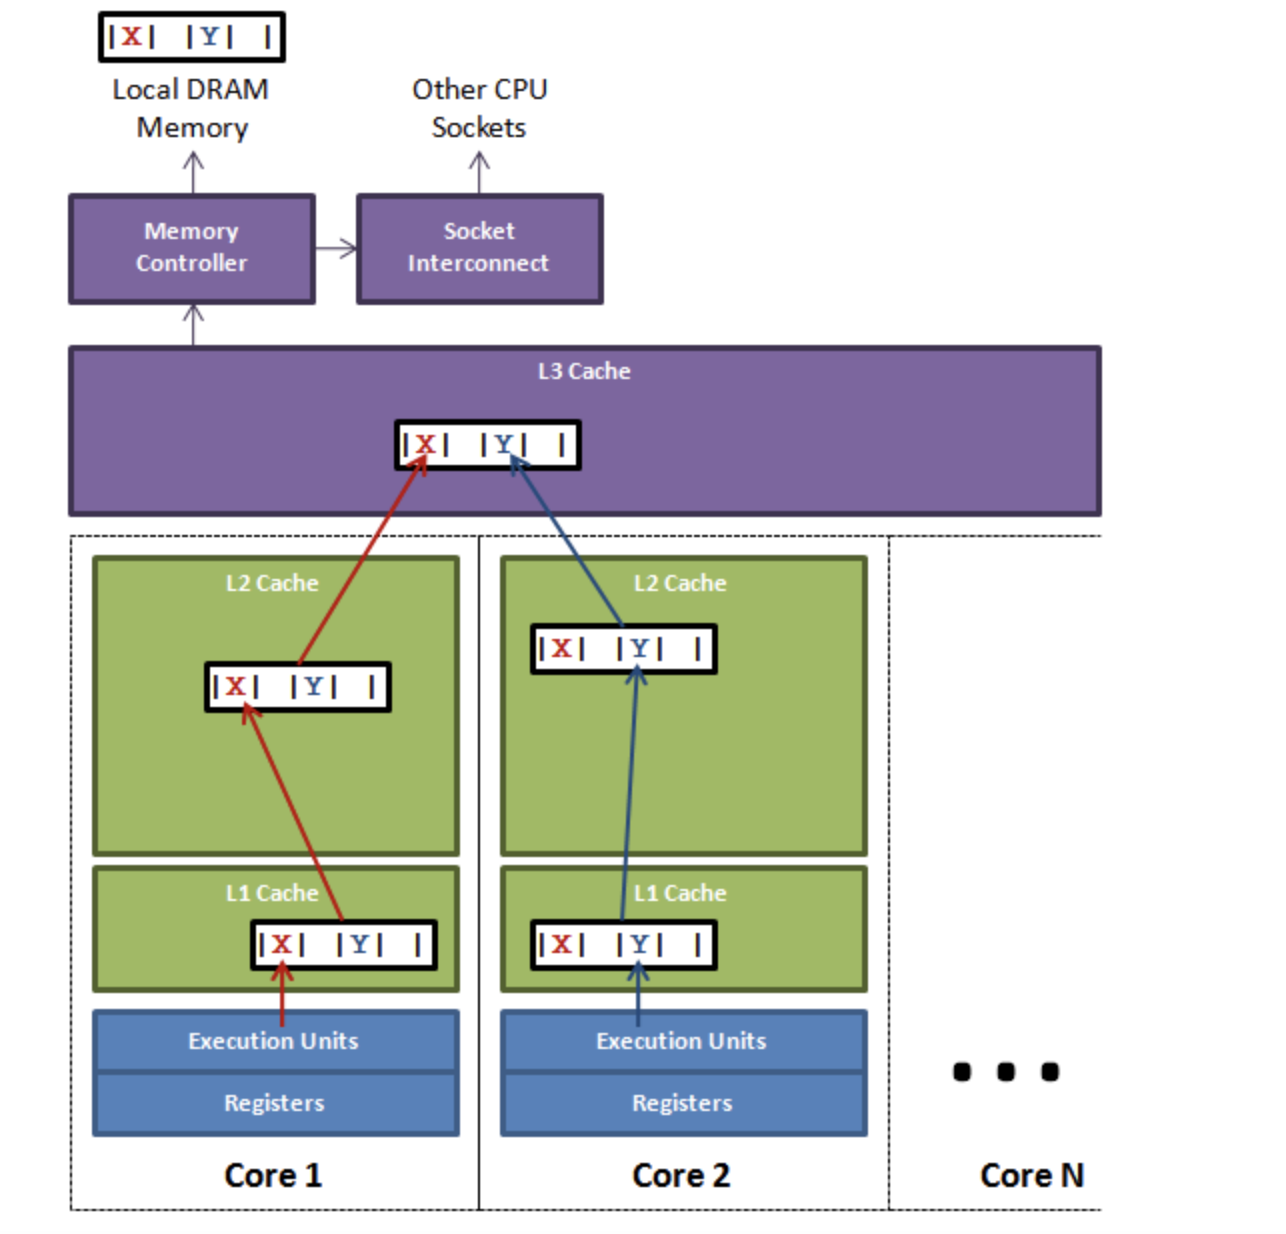 |X| |Y| |
Local DRAM
Memory
Other CPU
Sockets
Memory
Controller
Socket
Interconnect
L3 Cache
|X| |Y| |
L2 Cache
|X| |Y| |
L1 Cache
|X| |Y| |
Execution Units
Registers
Core 1
L2 Cache
|X| |Y| |
L1 Cache
|X| |Y| |
Execution Units
Registers
Core 2
...
Core N